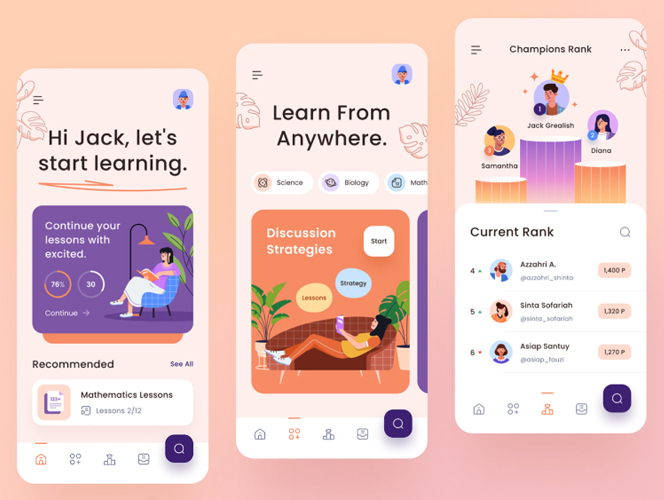 Hi Jack, let's
start learning.
Continue your
lessons with
excited.
76%
30
Continue →
Recommended
See All
Mathematics Lessons
Lessons 2/12
Learn From
Anywhere.
Science
Biology
Math
Discussion
Strategies
Start
Lessons
Strategy
Champions Rank
1
Jack Grealish
2
Diana
3
Samantha
Current Rank
4
Azzahri A.
@azzahri_shinta
1,400 P
5
Sinta Sofariah
@sinta_sofariah
1,320 P
6
Asiap Santuy
@asiap_fauzi
1,270 P